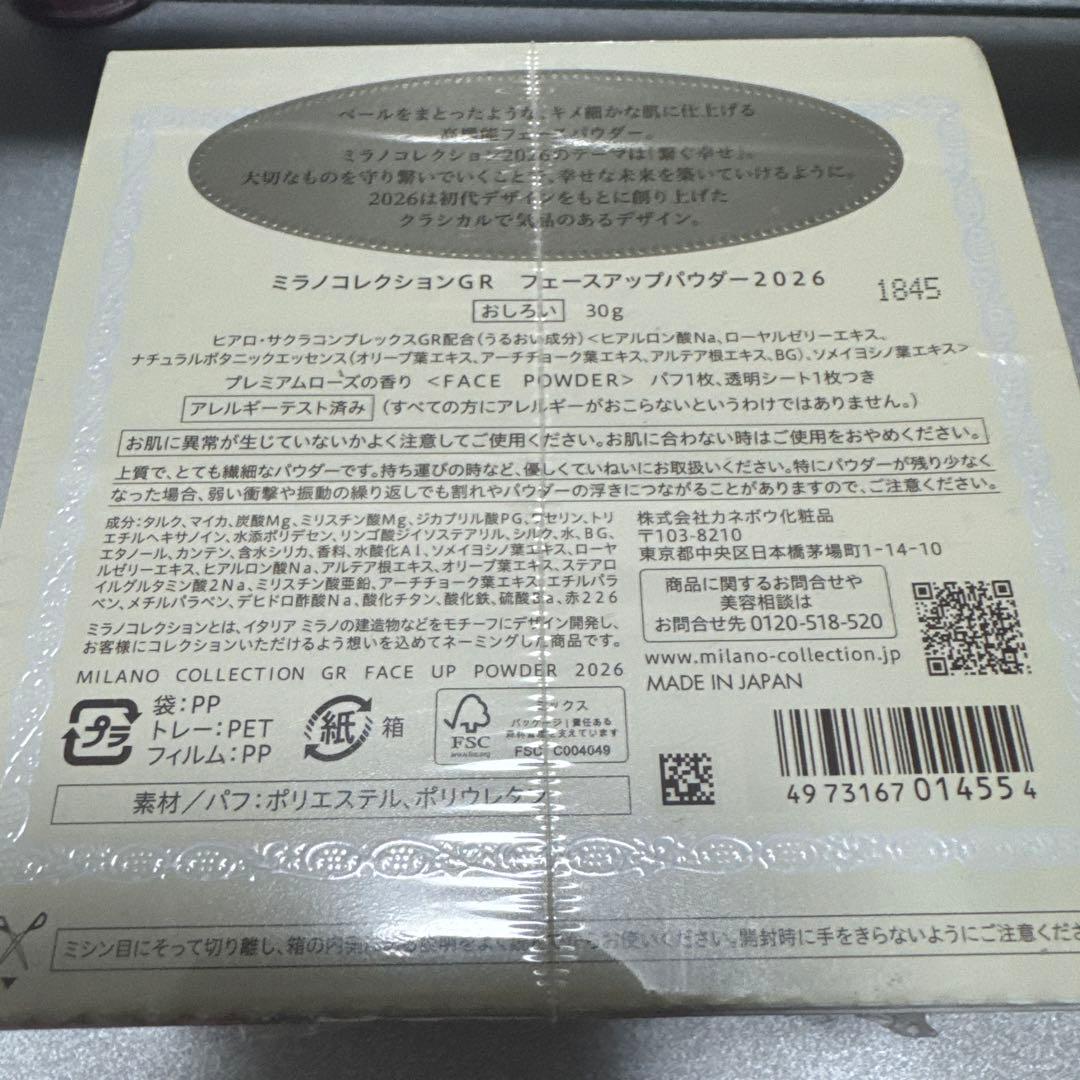 ベールをまとったような、キメ細かな肌に仕上げる
高機能フェースパウダー。
ミラノコレクション2026のテーマは『繋ぐ幸せ』。
大切なものを守り繋いでいくことで、幸せな未来を築いていけるように。
2026は初代デザインをもとに創り上げた
クラシカルで気品のあるデザイン。
ミラノコレクションGR フェースアップパウダー2026
1845
おしろい 30g
ヒアロ・サクラコンプレックスGR配合(うるおい成分)<ヒアルロン酸Na、ローヤルゼリーエキス、
ナチュラルボタニックエッセンス(オリーブ葉エキス、アーチチョーク葉エキス、アルテア根エキス、BG)、ソメイヨシノ葉エキス>
プレミアムローズの香り <FACE POWDER> パフ1枚、透明シート1枚つき
アレルギーテスト済み (すべての方にアレルギーがおこらないというわけではありません。)
お肌に異常が生じていないかよく注意してご使用ください。お肌に合わない時はご使用をおやめください。
上質で、とても繊細なパウダーです。持ち運びの時など、優しくていねいにお取扱いください。特にパウダーが残り少なく
なった場合、弱い衝撃や振動の繰り返しでも割れやパウダーの浮きにつながることがありますので、ご注意ください。
成分:タルク、マイカ、炭酸Mg、ミリスチン酸Mg、ジカプリル酸PG、ワセリン、トリ
エチルヘキサノイン、水添ポリデセン、リンゴ酸ジイソステアリル、シルク、水、BG、
エタノール、カンテン、含水シリカ、香料、水酸化Al、ソメイヨシノ葉エキス、ローヤ
ルゼリーエキス、ヒアルロン酸Na、アルテア根エキス、オリーブ葉エキス、ステアロ
イルグルタミン酸2Na、ミリスチン酸亜鉛、アーチチョーク葉エキス、エチルパラ
ベン、メチルパラベン、デヒドロ酢酸Na、酸化チタン、酸化鉄、硫酸Ba、赤226
ミラノコレクションとは、イタリア ミラノの建造物などをモチーフにデザイン開発し、
お客様にコレクションいただけるよう想いを込めてネーミングした商品です。
MILANO COLLECTION GR FACE UP POWDER 2026
株式会社カネボウ化粧品
〒103-8210
東京都中央区日本橋茅場町1-14-10
商品に関するお問合せや
美容相談は
お問合せ先 0120-518-520
www.milano-collection.jp
MADE IN JAPAN
プラ
袋:PP
トレー:PET
フィルム:PP
紙 箱
FSC
www.fsc.org
ミックス
パッケージ|責任ある
森林管理を支えています
FSC C004049
素材/パフ:ポリエステル、ポリウレタン
4973167014554
ミシン目にそって切り離し、箱の内側にある説明をよく お使いください。開封時に手をきらないようにご注意くださ